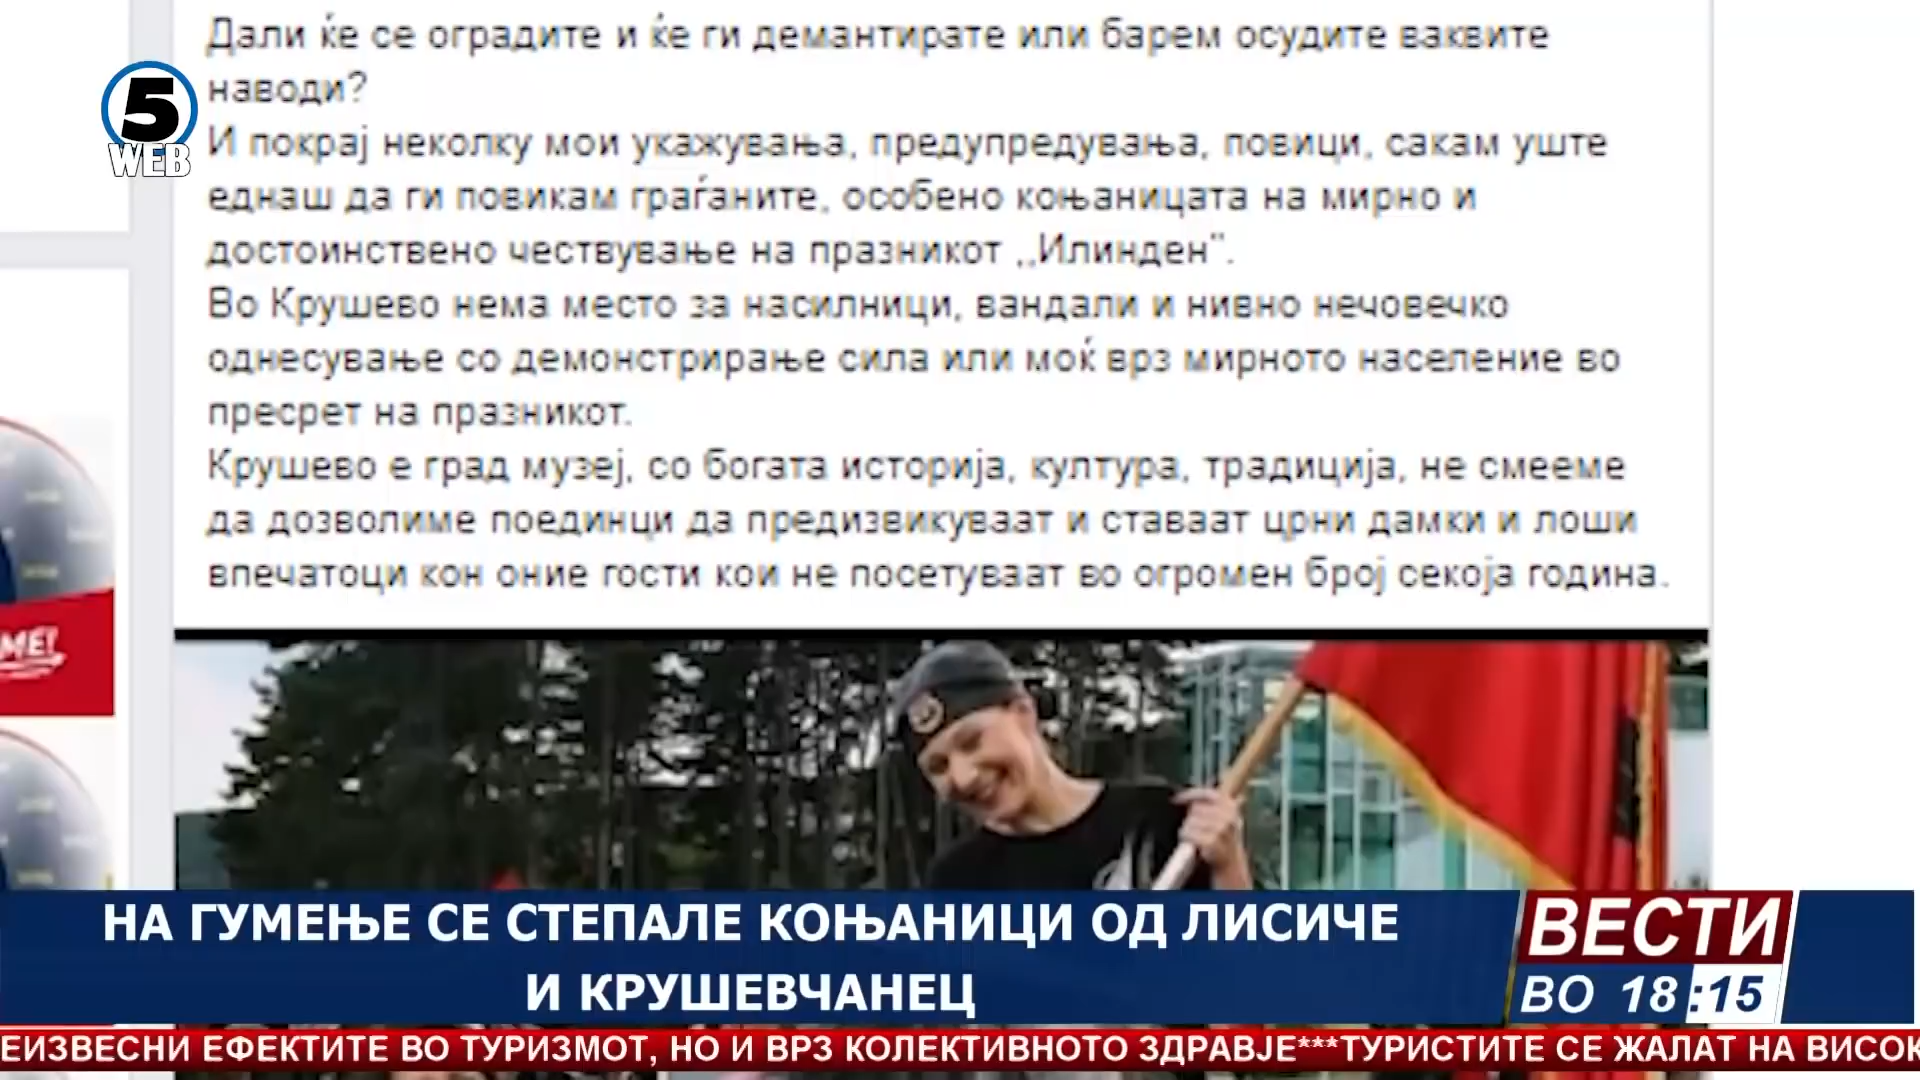 Дали ќе се оградите и ќе ги демантирате или барем осудите ваквите
наводи?
И покрај неколку мои укажувања, предупредувања, повици, сакам уште
еднаш да ги повикам граѓаните, особено коњаницата на мирно и
достоинствено чествување на празникот ,,Илинден".
Во Крушево нема место за насилници, вандали и нивно нечовечко
однесување со демонстрирање сила или моќ врз мирното население во
пресрет на празникот.
Крушево е град музеј, со богата историја, култура, традиција, не смееме
да дозволиме поединци да предизвикуваат и ставаат црни дамки и лоши
впечатоци кон оние гости кои не посетуваат во огромен број секоја година.
5
WEB
МЕ!
НА ГУМЕЊЕ СЕ СТЕПАЛЕ КОЊАНИЦИ ОД ЛИСИЧЕ
И КРУШЕВЧАНЕЦ
ВЕСТИ
ВО 18:15
ЕИЗВЕСНИ ЕФЕКТИТЕ ВО ТУРИЗМОТ, НО И ВРЗ КОЛЕКТИВНОТО ЗДРАВЈЕ***ТУРИСТИТЕ СЕ ЖАЛАТ НА ВИСОК